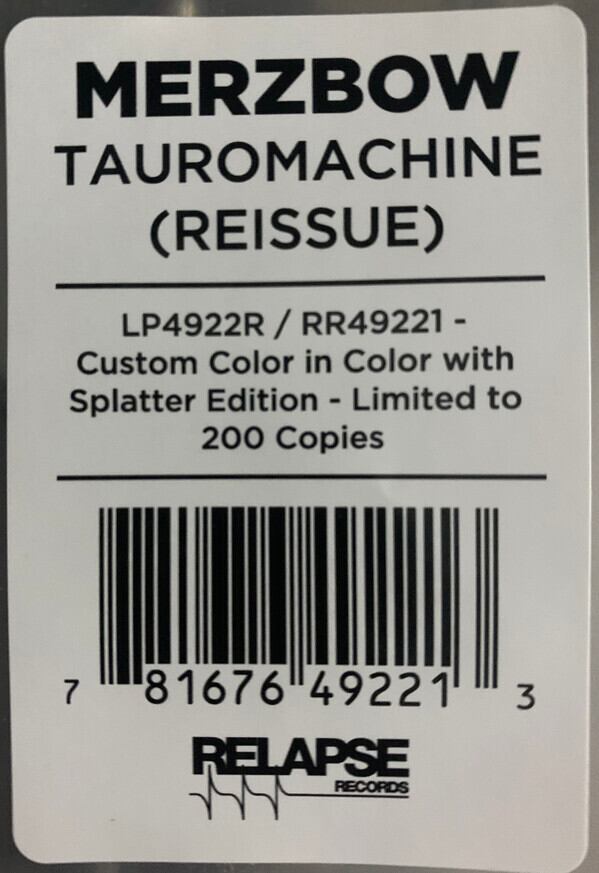 MERZBOW
TAUROMACHINE
(REISSUE)
LP4922R / RR49221 -
Custom Color in Color with
Splatter Edition - Limited to
200 Copies
7 81676 49221 3
RELAPSE
RECORDS